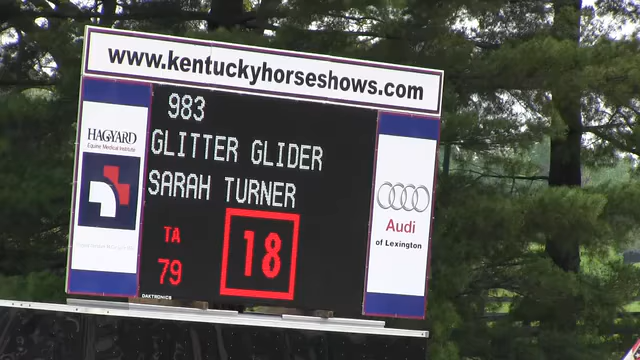 www.kentuckyhorseshows.com
983
GLITTER GLIDER
SARAH TURNER
TA
79
18
HAGYARD
Equine Medical Institute
DAKTRONICS
Audi
of Lexington